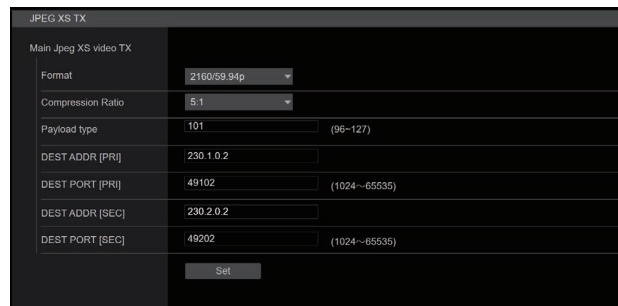 JPEG XS TX
Main Jpeg XS video TX
Format 2160/59.94p
Compression Ratio 5:1
Payload type 101 (96~127)
DEST ADDR [PRI] 230.1.0.2
DEST PORT [PRI] 49102 (1024～65535)
DEST ADDR [SEC] 230.2.0.2
DEST PORT [SEC] 49202 (1024～65535)
Set